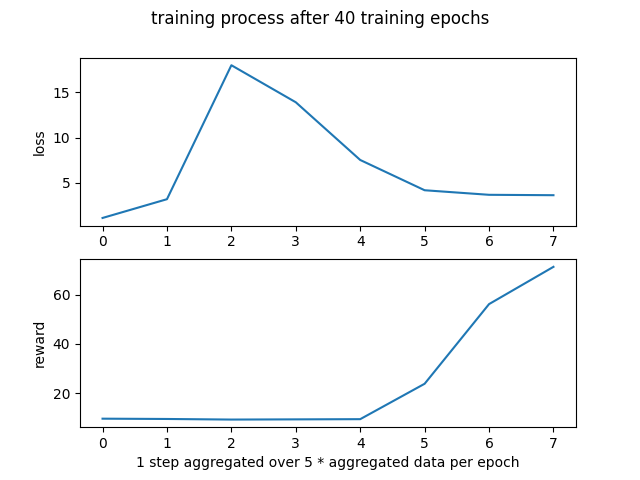 training process after 40 training epochs
15
10
5
loss
0 1 2 3 4 5 6 7
60
40
20
reward
0 1 2 3 4 5 6 7
1 step aggregated over 5 * aggregated data per epoch